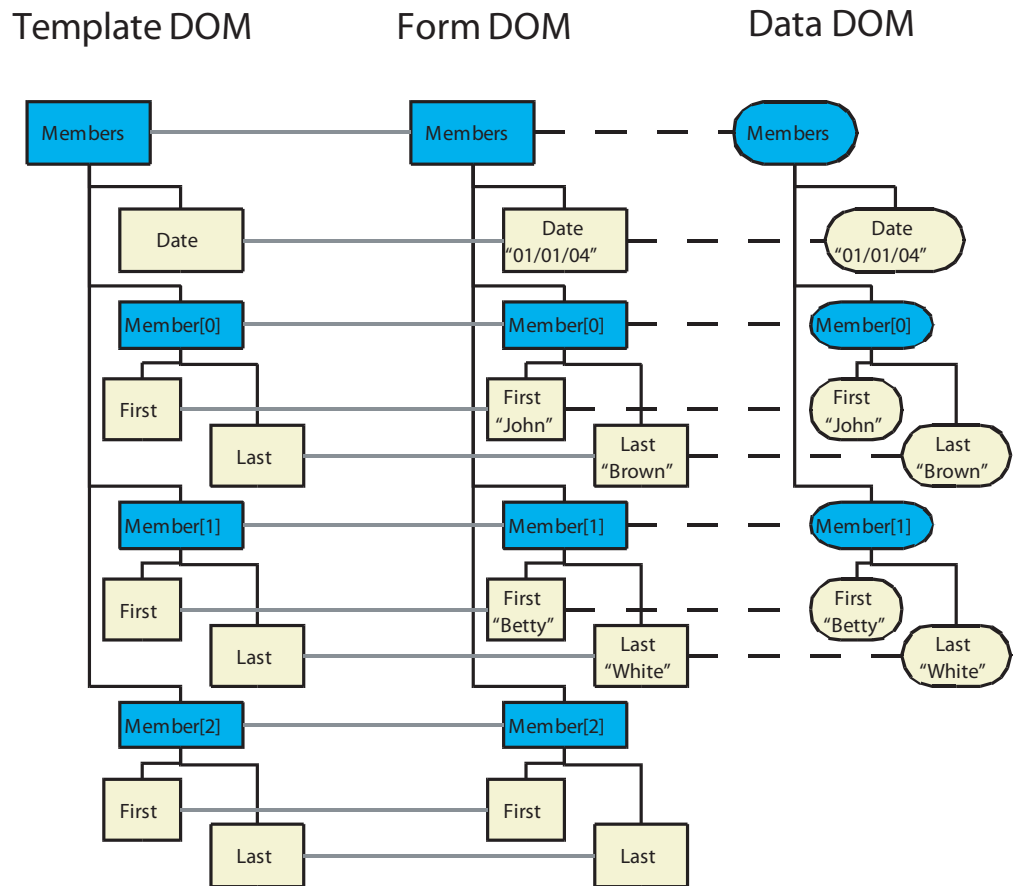 Template DOM
Form DOM
Data DOM
Members
Members
Members
Date
Date
“01/01/04”
Date
“01/01/04”
Member[0]
Member[0]
Member[0]
First
First
“John”
First
“John”
Last
Last
“Brown”
Last
“Brown”
Member[1]
Member[1]
Member[1]
First
First
“Betty”
First
“Betty”
Last
Last
“White”
Last
“White”
Member[2]
Member[2]
First
First
Last
Last